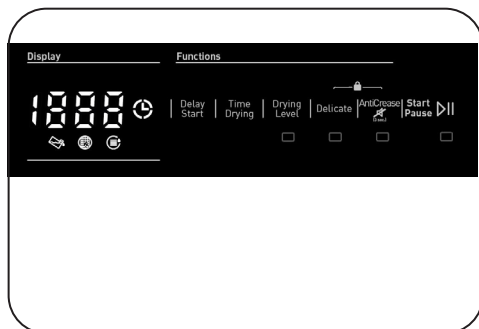 Display
Functions
1888
Delay
Start
Time
Drying
Drying
Level
Delicate
AntiCrease
Start
Pause